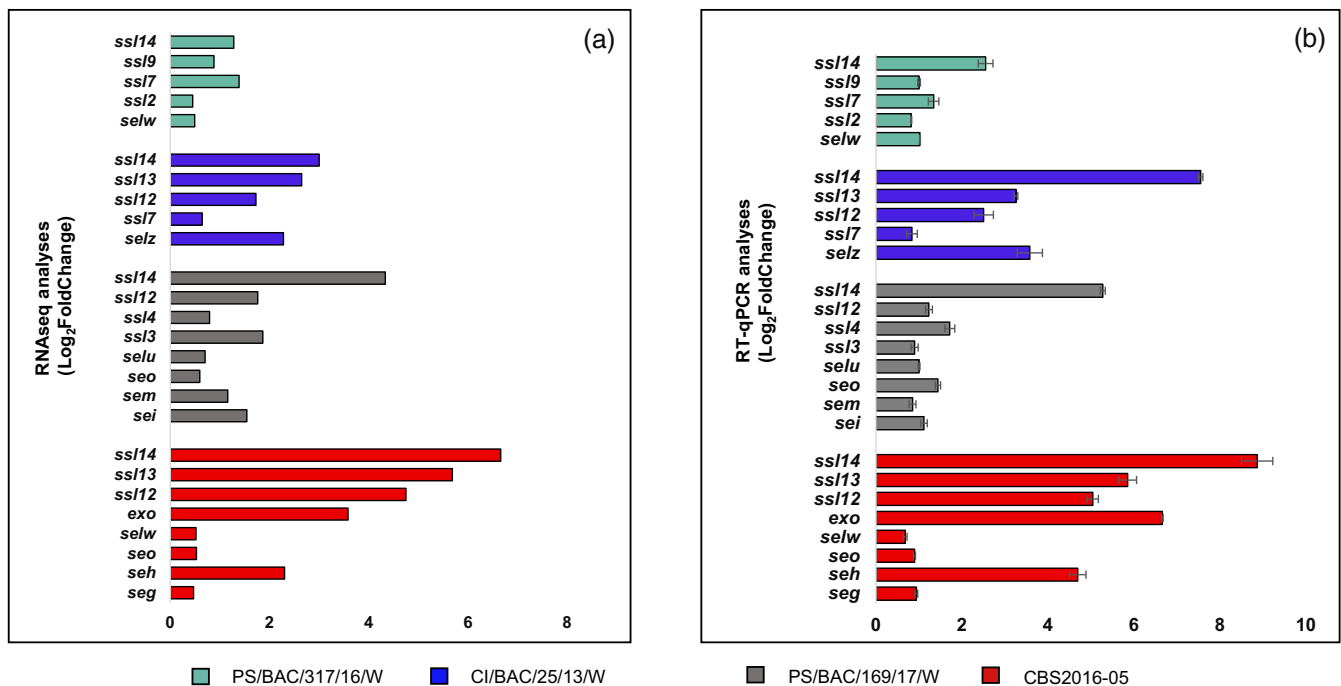 (a)
RNAseq analyses
(Log2FoldChange)
ssl14
ssl9
ssl7
ssl2
selw
ssl14
ssl13
ssl12
ssl7
selz
ssl14
ssl12
ssl4
ssl3
selu
seo
sem
sei
ssl14
ssl13
ssl12
exo
selw
seo
seh
seg
0 2 4 6 8
(b)
RT-qPCR analyses
(Log2FoldChange)
ssl14
ssl9
ssl7
ssl2
selw
ssl14
ssl13
ssl12
ssl7
selz
ssl14
ssl12
ssl4
ssl3
selu
seo
sem
sei
ssl14
ssl13
ssl12
exo
selw
seo
seh
seg
0 2 4 6 8 10
PS/BAC/317/16/W CI/BAC/25/13/W PS/BAC/169/17/W CBS2016-05